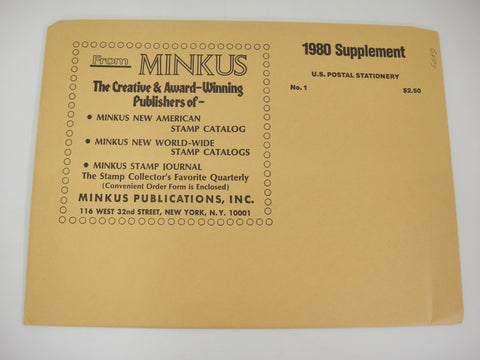 From MINKUS
The Creative & Award-Winning
Publishers of-
• MINKUS NEW AMERICAN
STAMP CATALOG
• MINKUS NEW WORLD-WIDE
STAMP CATALOGS
• MINKUS STAMP JOURNAL
The Stamp Collector's Favorite Quarterly
(Convenient Order Form is Enclosed)
MINKUS PUBLICATIONS, INC.
116 WEST 32nd STREET, NEW YORK, N.Y. 10001
1980 Supplement
U.S. POSTAL STATIONERY
No. 1 $2.50